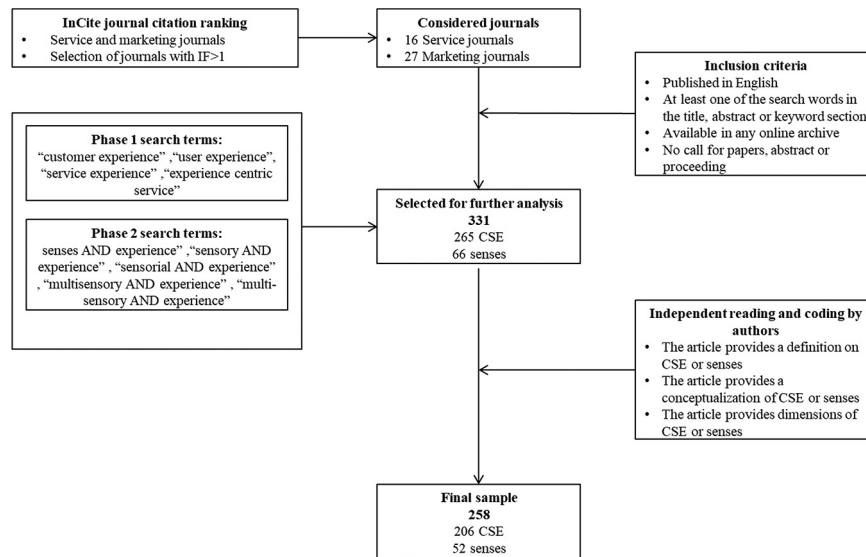 InCite journal citation ranking
• Service and marketing journals
• Selection of journals with IF>1
Considered journals
• 16 Service journals
• 27 Marketing journals
Inclusion criteria
• Published in English
• At least one of the search words in
the title, abstract or keyword section
• Available in any online archive
• No call for papers, abstract or
proceeding
Phase 1 search terms:
“customer experience” ,“user experience”,
“service experience” ,“experience centric
service”
Phase 2 search terms:
senses AND experience” ,“sensory AND
experience” , “sensorial AND experience”
, “multisensory AND experience” , “multi-
sensory AND experience”
Selected for further analysis
331
265 CSE
66 senses
Independent reading and coding by
authors
• The article provides a definition on
CSE or senses
• The article provides a
conceptualization of CSE or senses
• The article provides dimensions of
CSE or senses
Final sample
258
206 CSE
52 senses